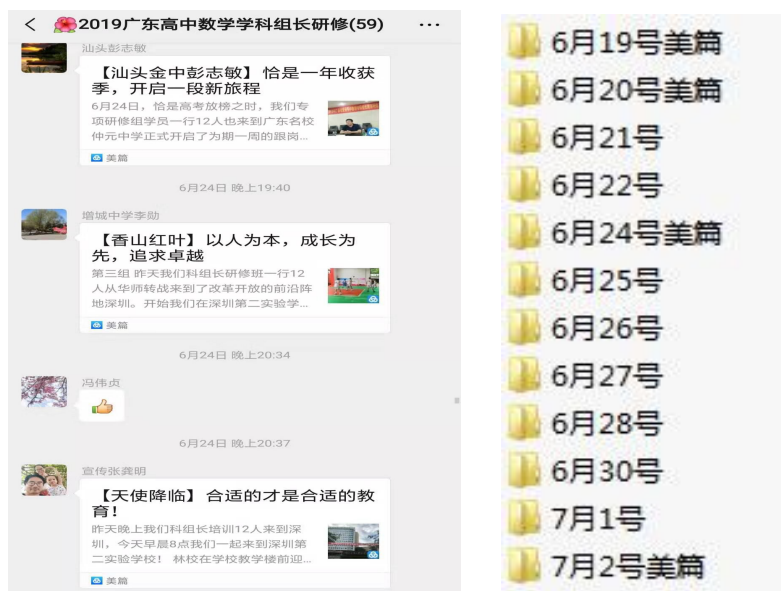 2019广东高中数学学科组长研修(59)
汕头彭志敏
【汕头金中彭志敏】恰是一年收获
季，开启一段新旅程
6月24日，恰是高考放榜之时，我们专
项研修组学员一行12人也来到广东名校
仲元中学正式开启了为期一周的跟岗...
美篇
6月24日 晚上19:40
增城中学李勋
【香山红叶】以人为本，成长为
先，追求卓越
第三组 昨天我们科组长研修班一行12
人从华师转战来到了改革开放的前沿阵
地深圳。开始我们在深圳第二实验学...
美篇
6月24日 晚上20:34
冯伟贞
6月24日 晚上20:37
宣传张龚明
【天使降临】合适的才是合适的教
育！
昨天晚上我们科组长培训12人来到深
圳，今天早晨8点我们一起来到深圳第
二实验学校！ 林校在学校教学楼前迎...
美篇
6月19号美篇
6月20号美篇
6月21号
6月22号
6月24号美篇
6月25号
6月26号
6月27号
6月28号
6月30号
7月1号
7月2号美篇